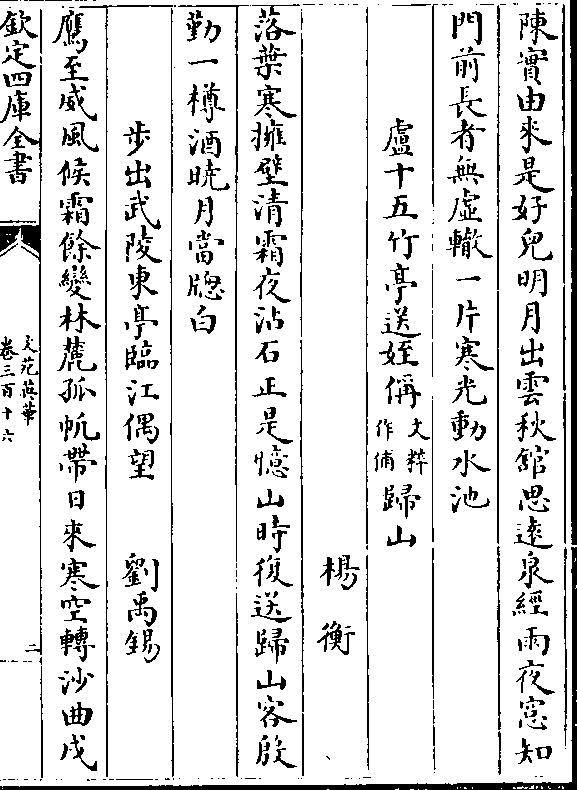 陳實由來是好兒明月出雲秋舘思逺泉經雨夜窓知
門前長者無虛轍一片寒光動水池
盧十五竹亭送姪偁文粹作俌歸山
楊衡
落葉寒擁壁清霜夜沾石正是憶山時復送歸山客殷
勤一樽酒曉月當牕白
步出武陵東亭臨江偶望 劉禹錫
鷹至感風候霜餘變林麓孤帆帶日來寒空轉沙曲戍
欽定四庫全書
文苑英華
卷三百十六
二